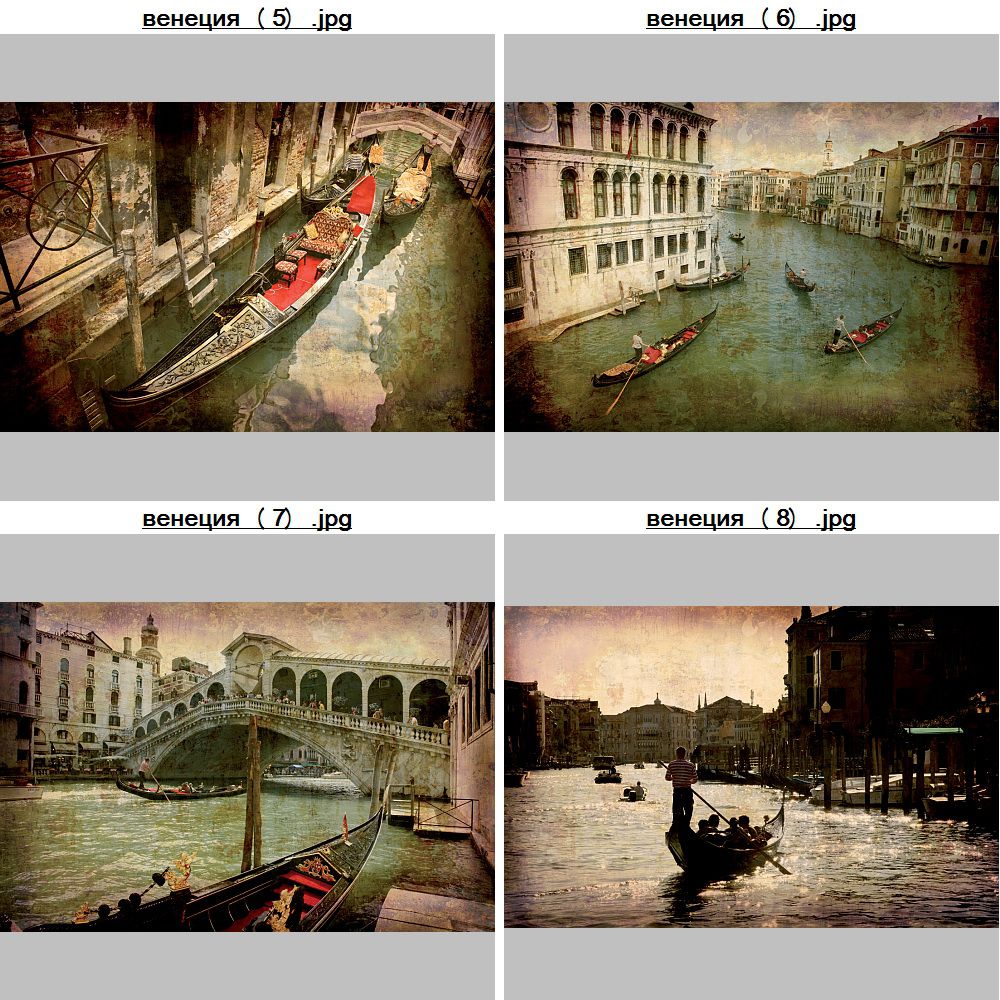 венеция (5) .jpg
венеция (6) .jpg
венеция (7) .jpg
венеция (8) .jpg